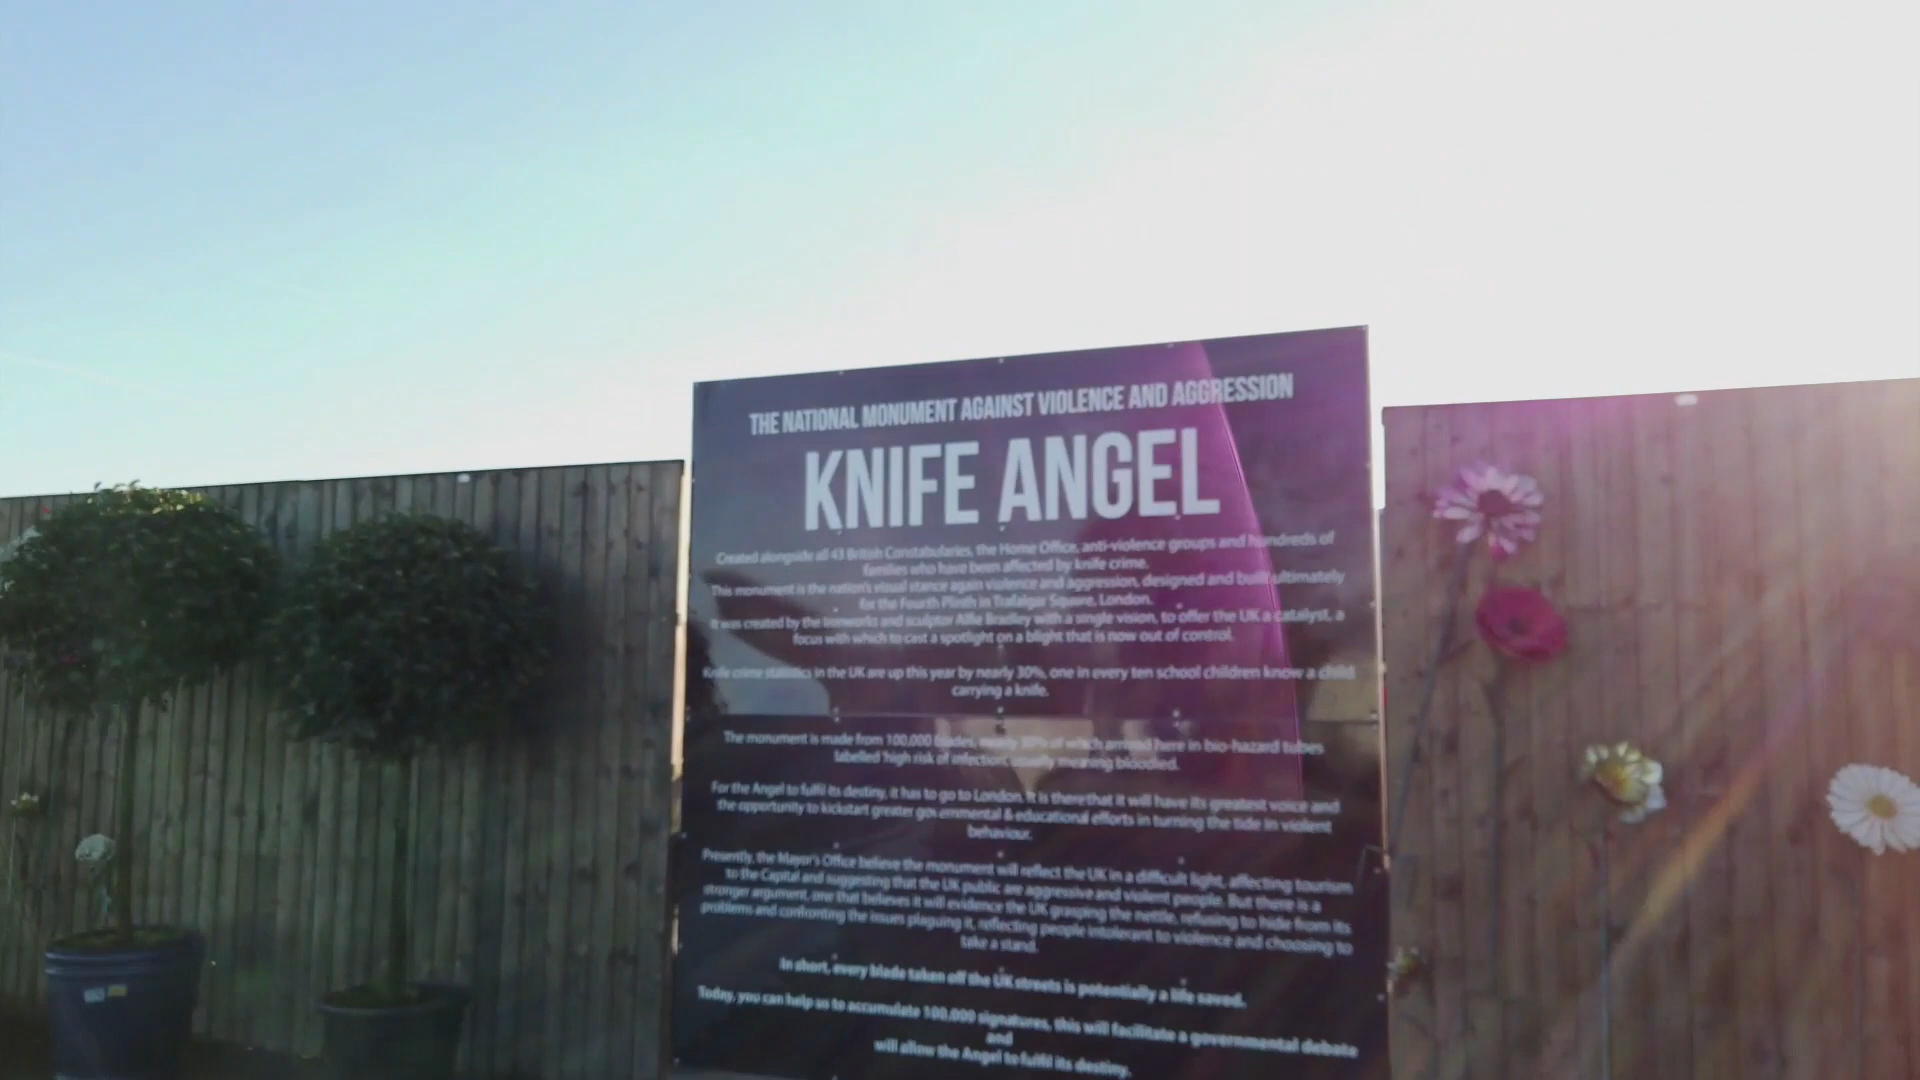 THE NATIONAL MONUMENT AGAINST VIOLENCE AND AGGRESSION
KNIFE ANGEL
Created alongside all 43 British Constabularies, the Home Office, anti-violence groups and hundreds of
families who have been affected by knife crime.
This monument is the nation's visual stance again violence and aggression, designed and built ultimately
for the Fourth Plinth in Trafalgar Square, London.
It was created by the Ironworks and sculptor Alfie Bradley with a single vision, to offer the UK a catalyst, a
focus with which to cast a spotlight on a blight that is now out of control.
Knife crime statistics in the UK are up this year by nearly 30%, one in every ten school children know a child
carrying a knife.
The monument is made from 100,000 blades, nearly 30% of which arrived here in bio-hazard tubes
labelled 'high risk of infection', usually meaning bloodied.
For the Angel to fulfil its destiny, it has to go to London. It is there that it will have its greatest voice and
the opportunity to kickstart greater governmental & educational efforts in turning the tide in violent
behaviour.
Presently, the Mayor's Office believe the monument will reflect the UK in a difficult light, affecting tourism
to the Capital and suggesting that the UK public are aggressive and violent people. But there is a
stronger argument, one that believes it will evidence the UK grasping the nettle, refusing to hide from its
problems and confronting the issues plaguing it, reflecting people intolerant to violence and choosing to
take a stand.
In short, every blade taken off the UK streets is potentially a life saved.
Today, you can help us to accumulate 100,000 signatures, this will facilitate a governmental debate
and
will allow the Angel to fulfil its destiny.